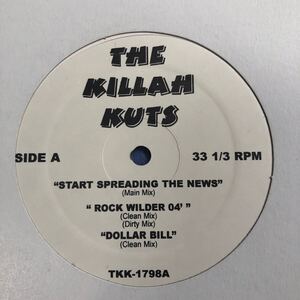 THE
KILLAH
KUTS
SIDE A 33 1/3 RPM
“START SPREADING THE NEWS”
(Main Mix)
“ ROCK WILDER 04’ ”
(Clean Mix)
(Dirty Mix)
“DOLLAR BILL”
(Clean Mix)
TKK-1798A